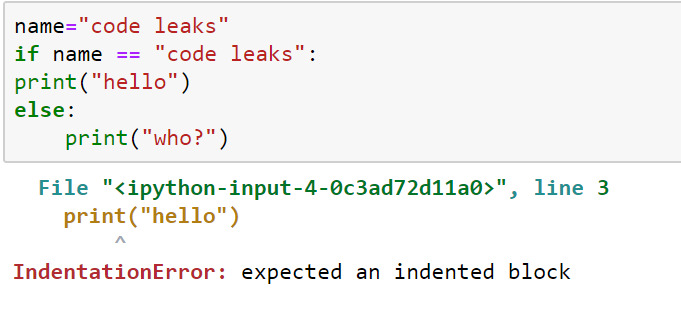 name="code leaks"
if name == "code leaks":
print("hello")
else:
    print("who?")
  File "<ipython-input-4-0c3ad72d11a0>", line 3
    print("hello")
        ^
IndentationError: expected an indented block